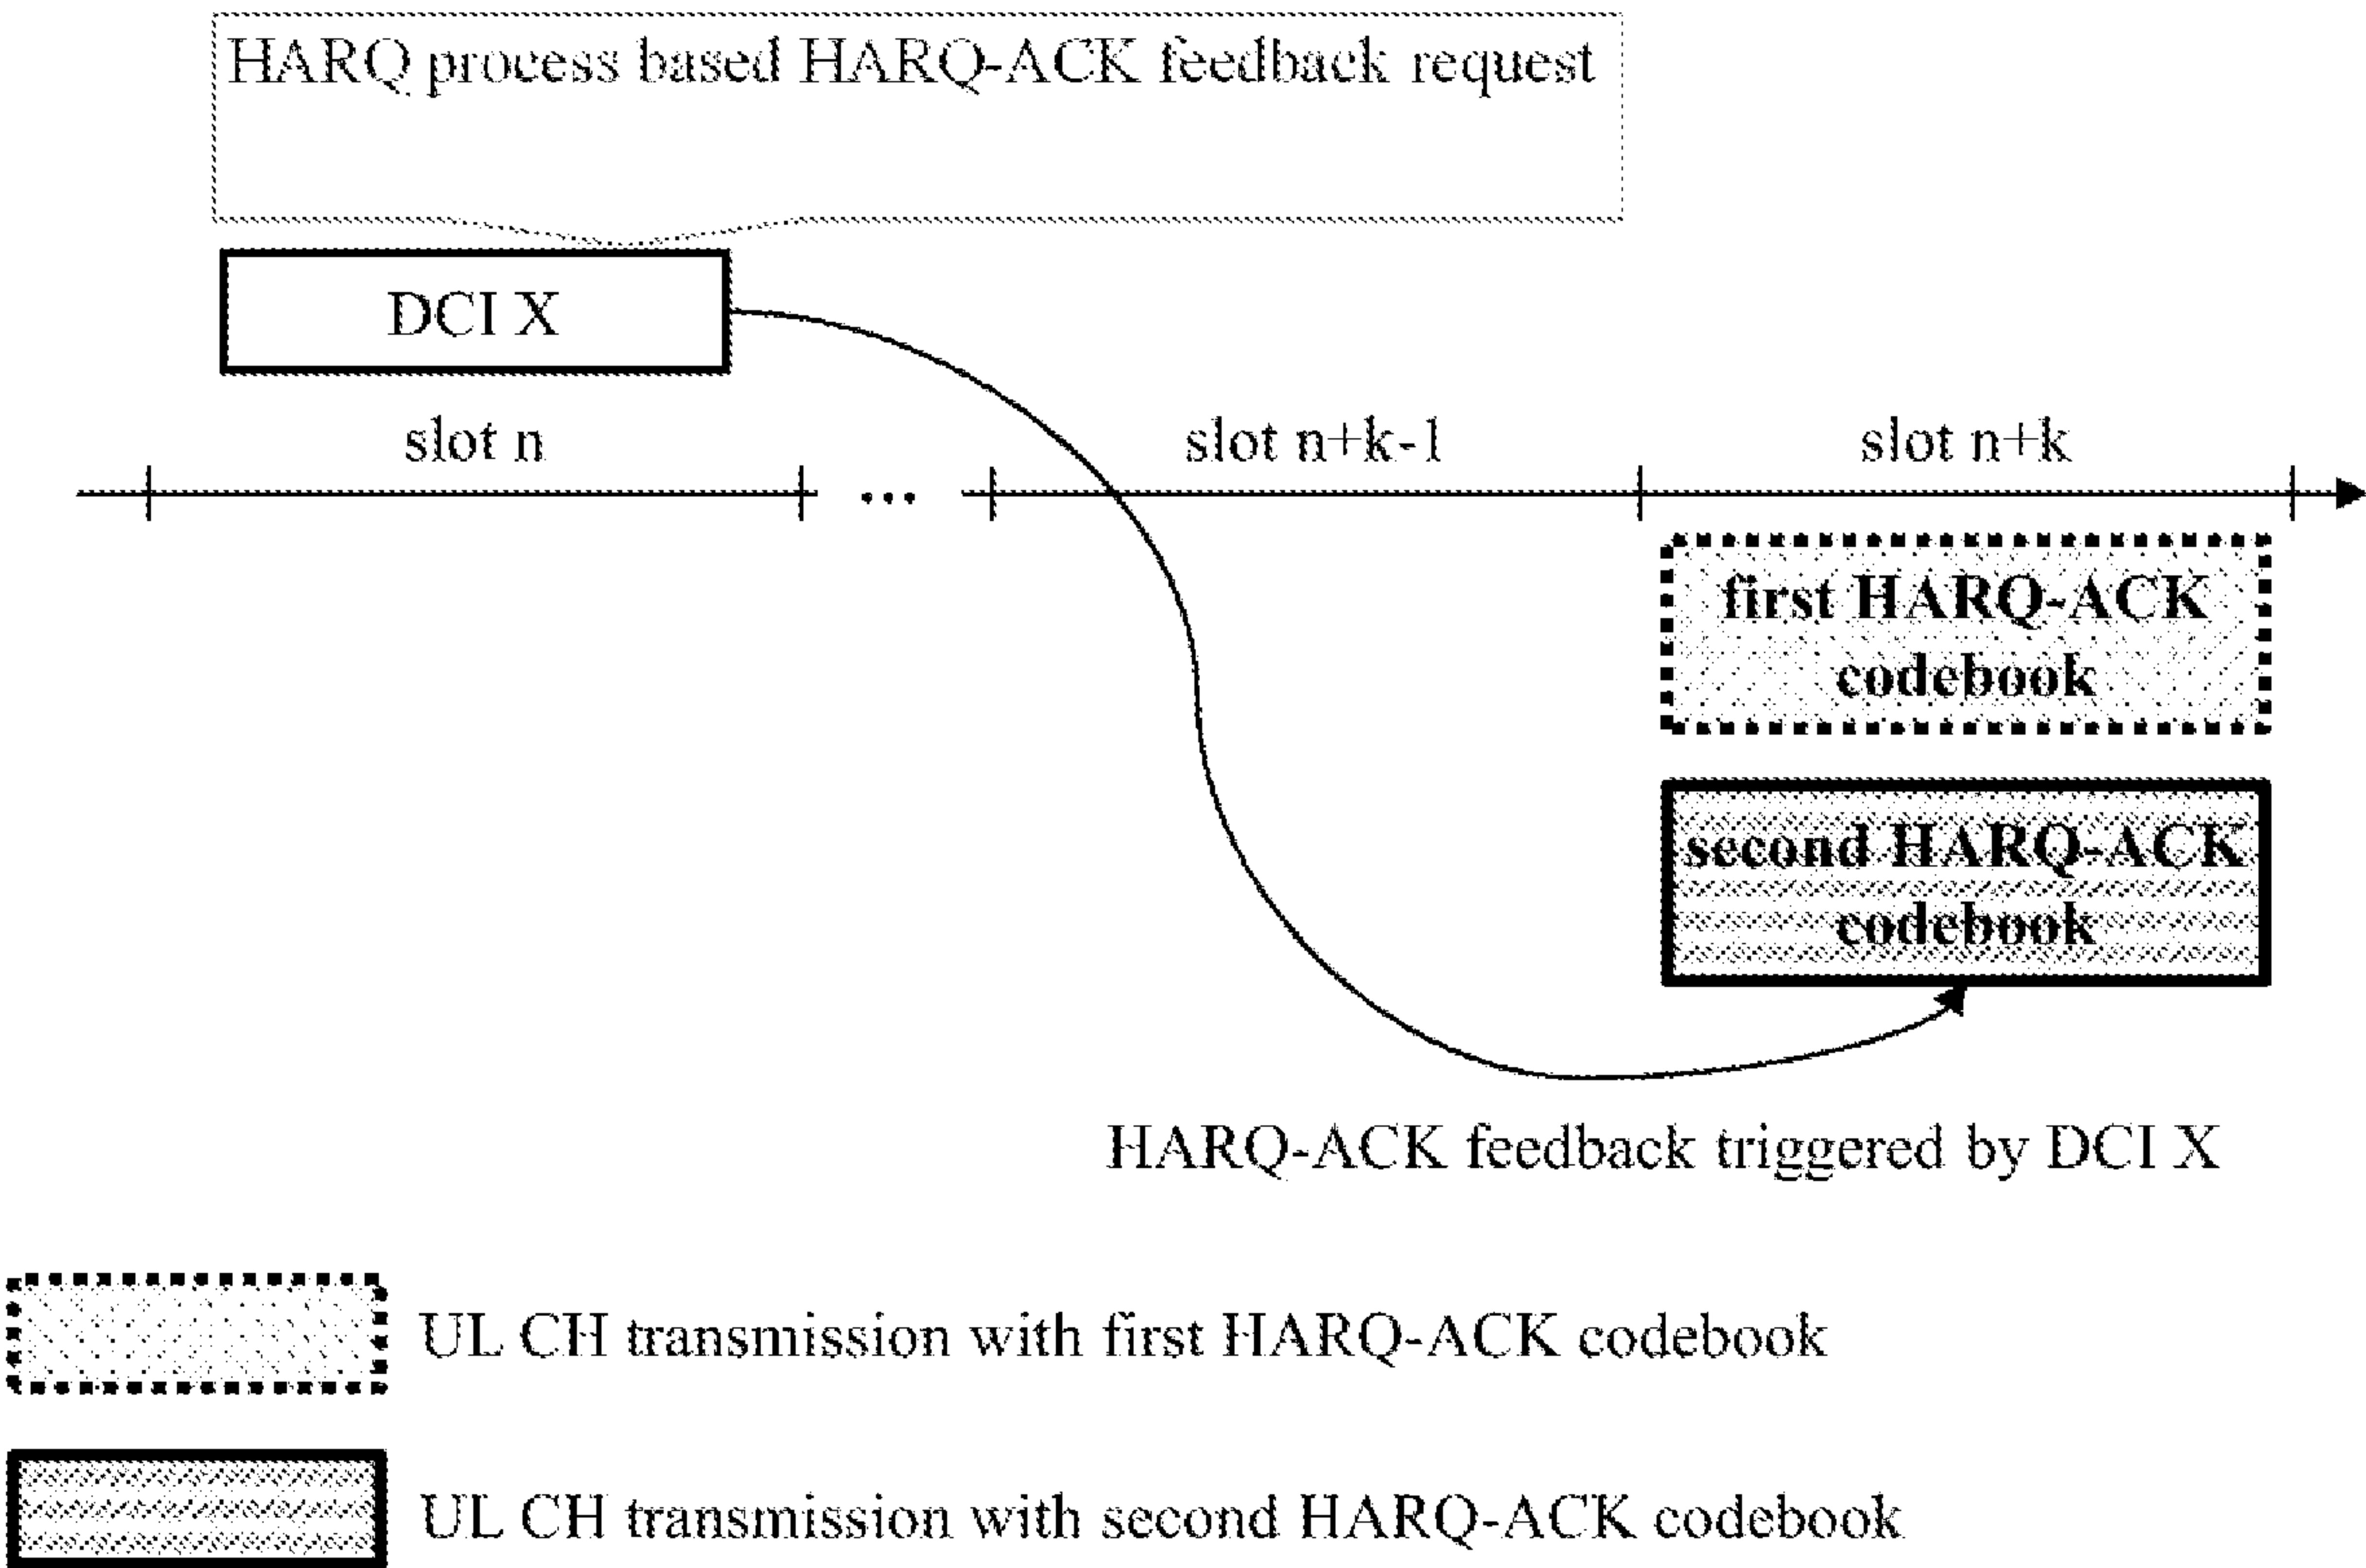 HARQ process based HARQ-ACK feedback request
DCI X
slot n
...
slot n+k-1
slot n+k
first HARQ-ACK
codebook
second HARQ-ACK
codebook
HARQ-ACK feedback triggered by DCI X
UL CH transmission with first HARQ-ACK codebook
UL CH transmission with second HARQ-ACK codebook